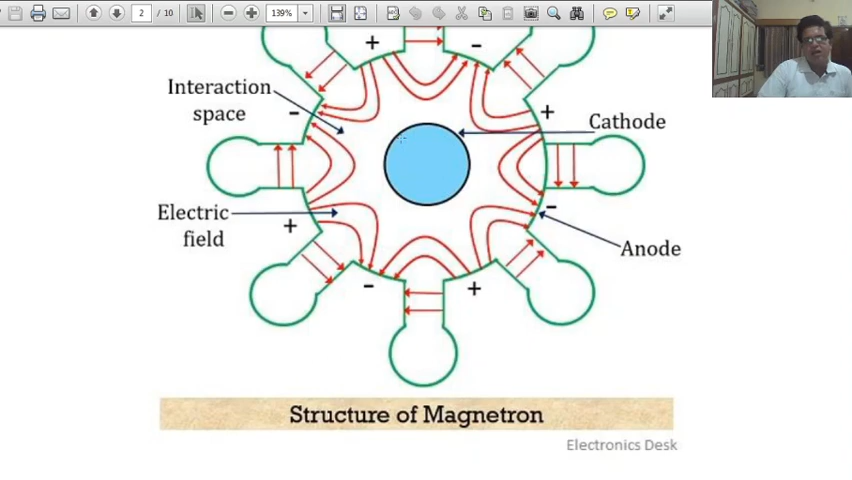 2 / 10
139%
+
-
Interaction
space
-
+
Cathode
Electric
field
+
-
Anode
-
+
Structure of Magnetron
Electronics Desk